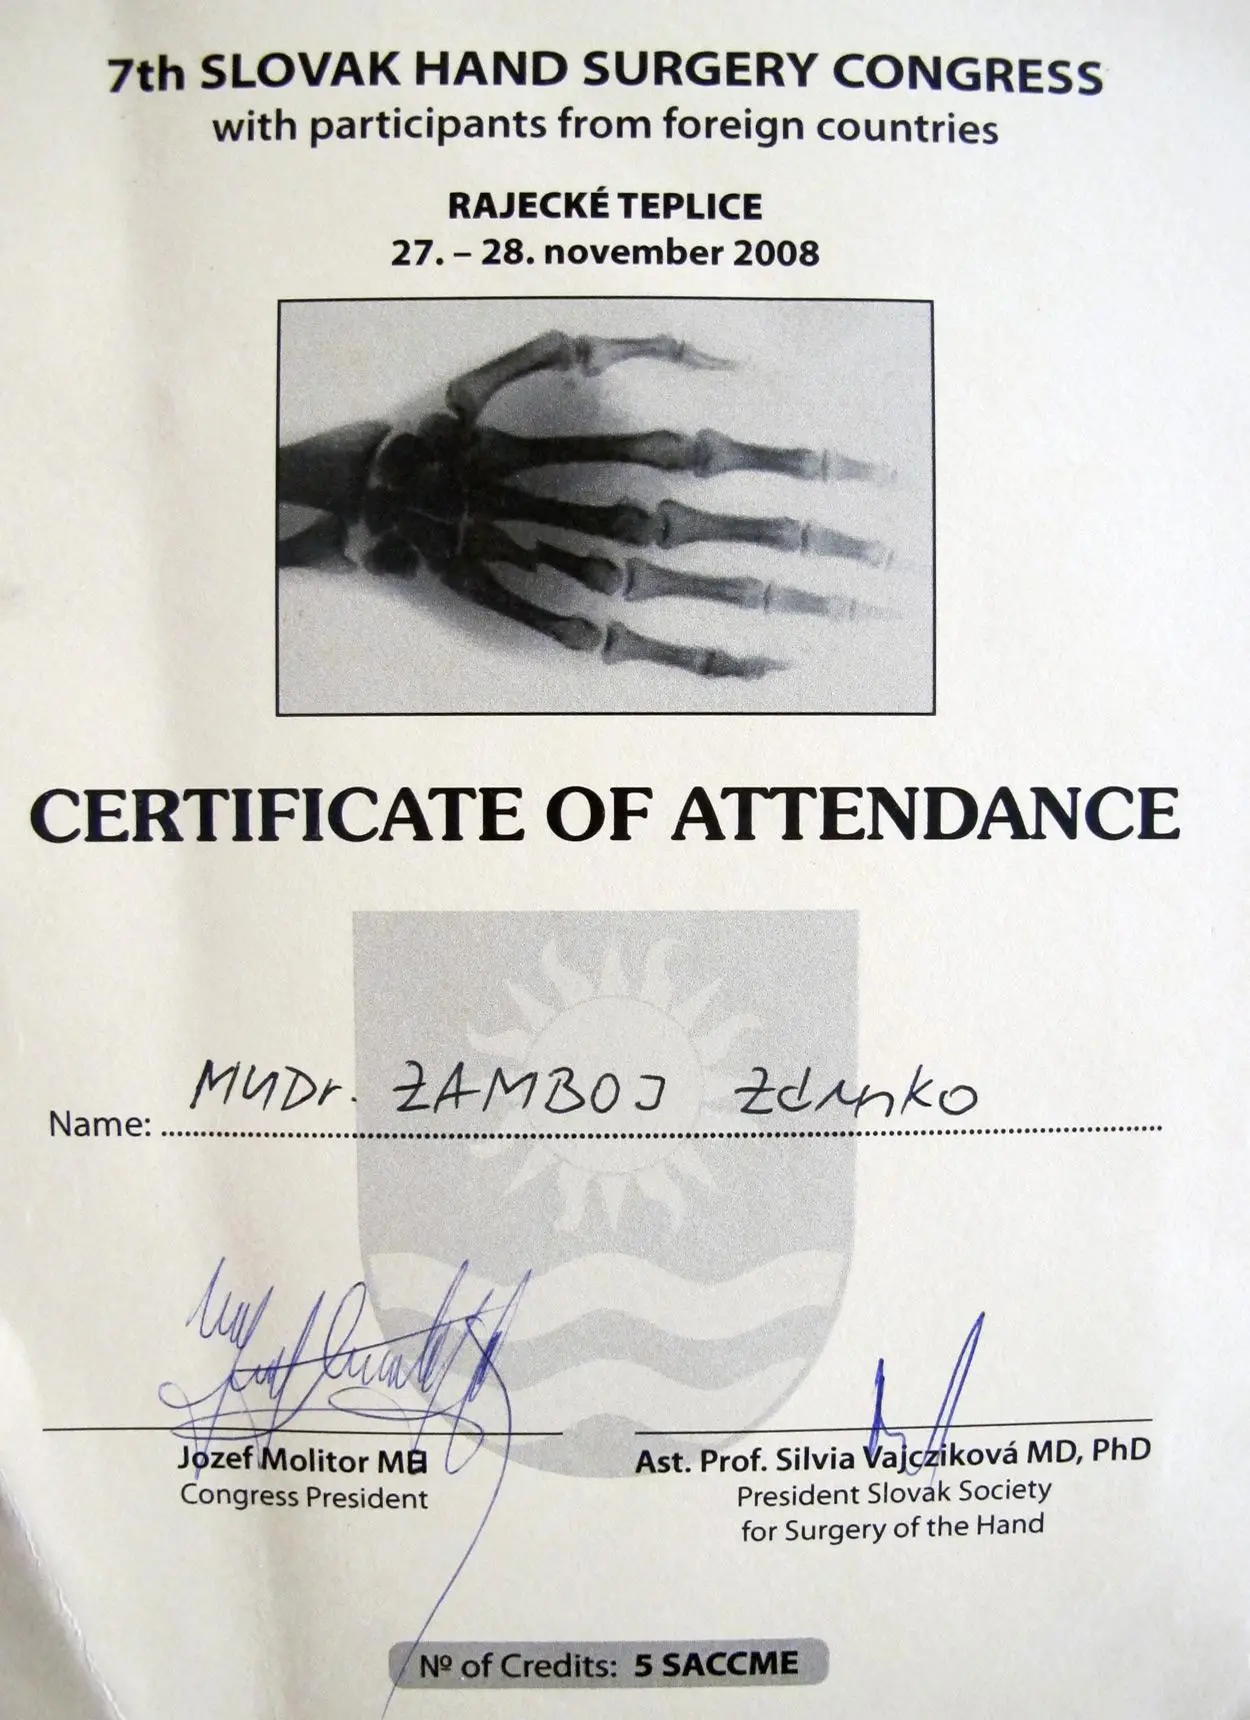 7th SLOVAK HAND SURGERY CONGRESS
with participants from foreign countries
RAJECKÉ TEPLICE
27. – 28. november 2008
CERTIFICATE OF ATTENDANCE
Name: MUDr. ZAMBOJ Zdenko
Jozef Molitor MD
Congress President
Ast. Prof. Silvia Vajcziková MD, PhD
President Slovak Society
for Surgery of the Hand
Nº of Credits: 5 SACCME